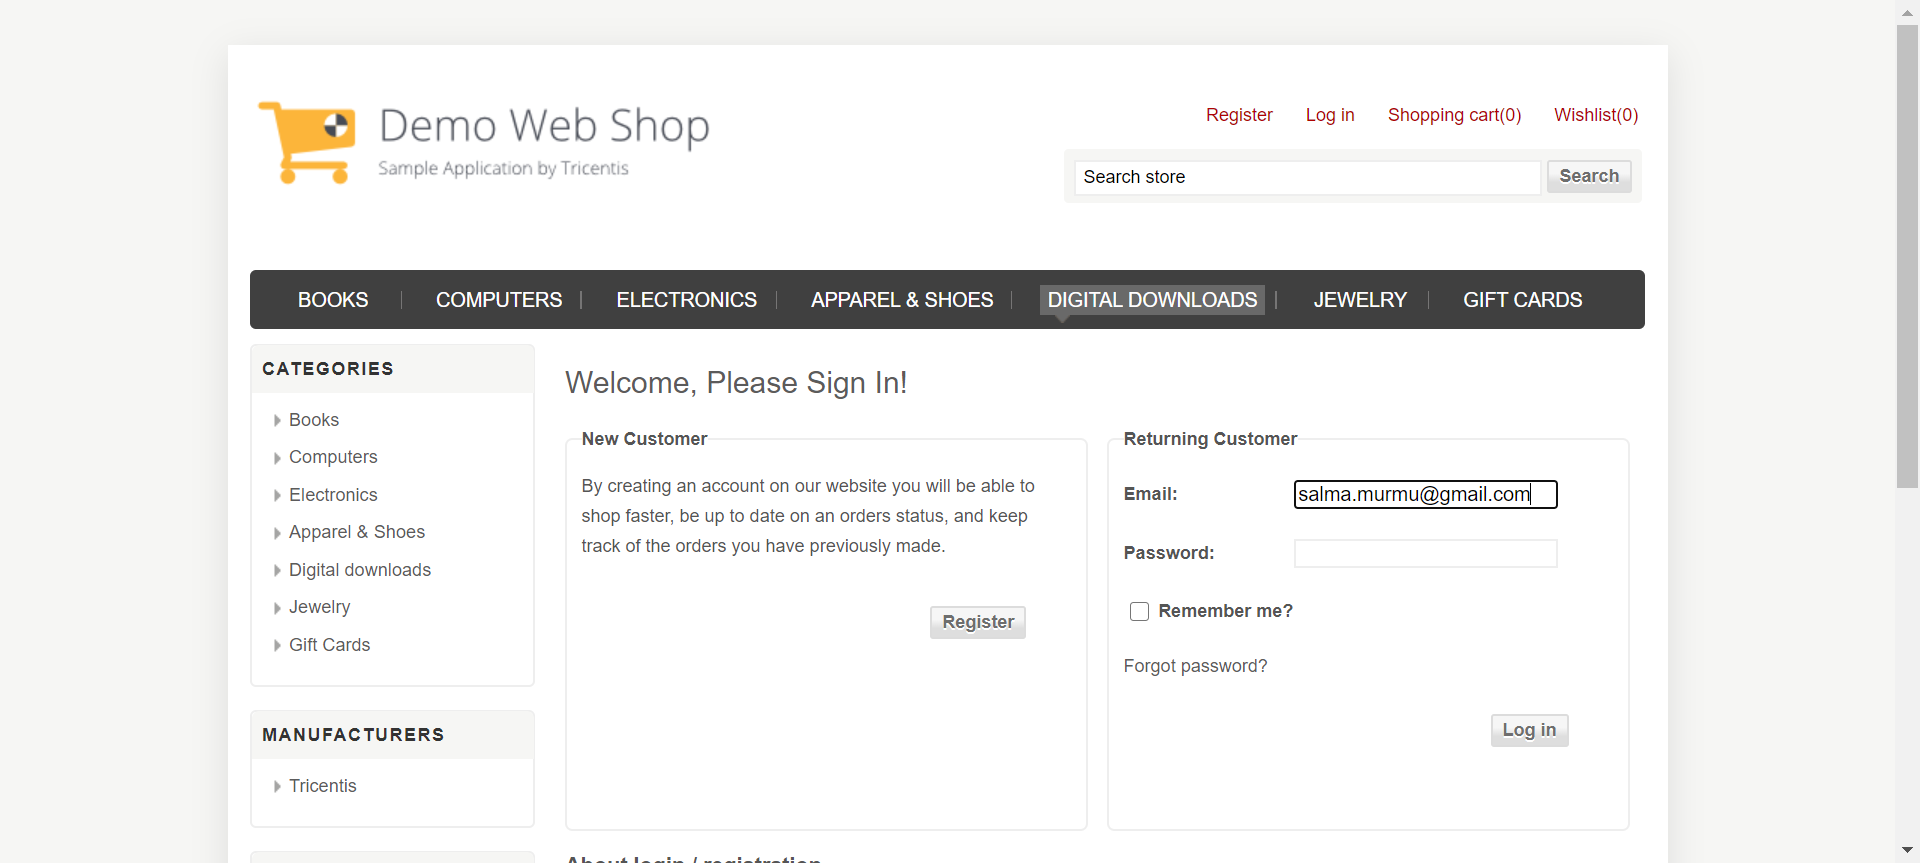 Demo Web Shop
Sample Application by Tricentis
Register
Log in
Shopping cart(0)
Wishlist(0)
Search store
Search
BOOKS
COMPUTERS
ELECTRONICS
APPAREL & SHOES
DIGITAL DOWNLOADS
JEWELRY
GIFT CARDS
CATEGORIES
Books
Computers
Electronics
Apparel & Shoes
Digital downloads
Jewelry
Gift Cards
MANUFACTURERS
Tricentis
Welcome, Please Sign In!
New Customer
By creating an account on our website you will be able to
shop faster, be up to date on an orders status, and keep
track of the orders you have previously made.
Register
Returning Customer
Email:
salma.murmu@gmail.com
Password:
Remember me?
Forgot password?
Log in
About login / registration